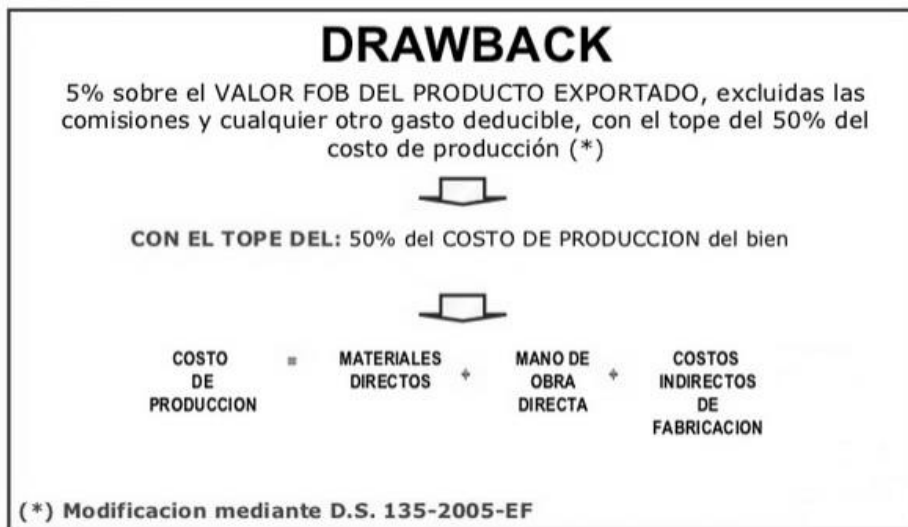 DRAWBACK
5% sobre el VALOR FOB DEL PRODUCTO EXPORTADO, excluidas las
comisiones y cualquier otro gasto deducible, con el tope del 50% del
costo de producción (*)
CON EL TOPE DEL: 50% del COSTO DE PRODUCCION del bien
COSTO
DE
PRODUCCION
=
MATERIALES
DIRECTOS
+
MANO DE
OBRA
DIRECTA
+
COSTOS
INDIRECTOS
DE
FABRICACION
(*) Modificacion mediante D.S. 135-2005-EF